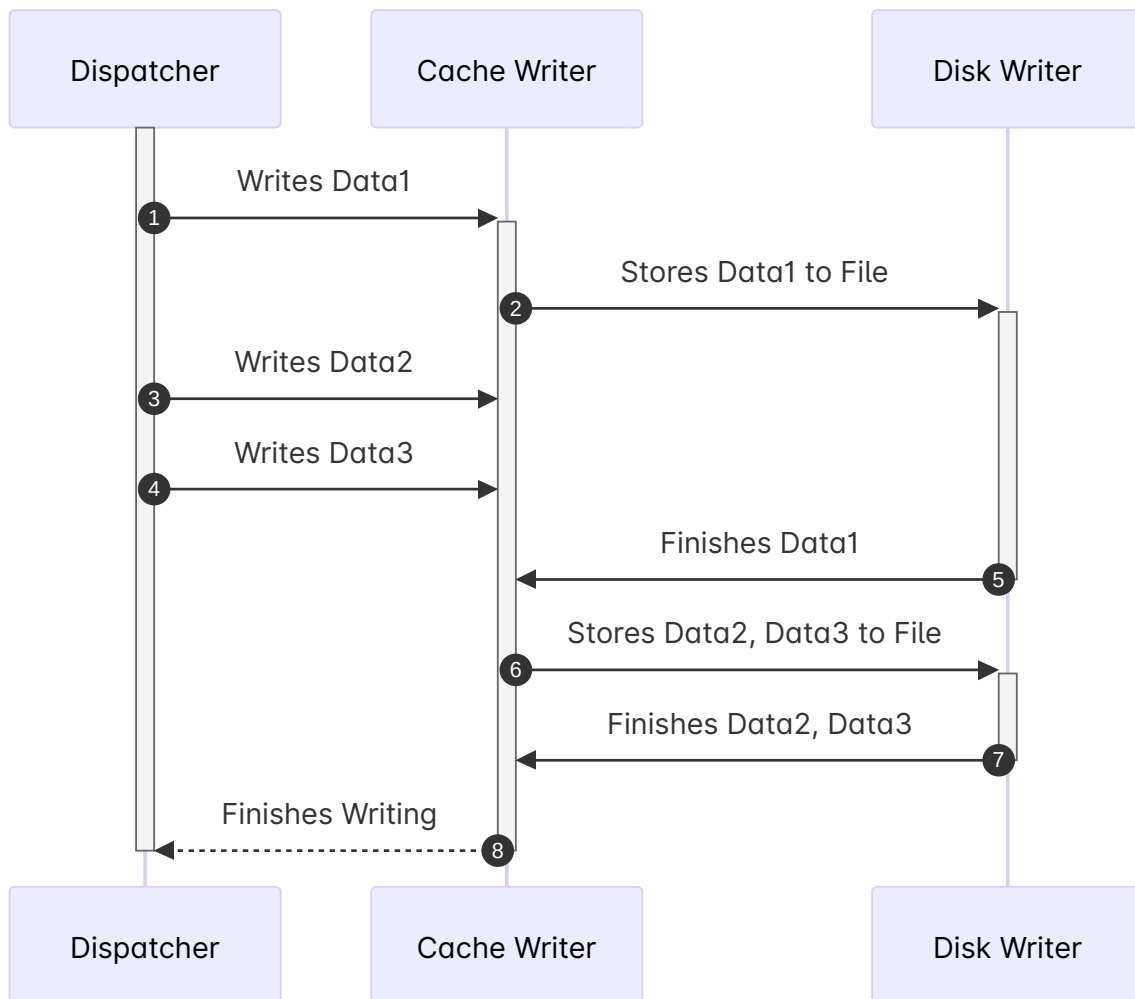 Dispatcher
Cache Writer
Disk Writer
Writes Data1
1
Stores Data1 to File
2
Writes Data2
3
Writes Data3
4
Finishes Data1
5
Stores Data2, Data3 to File
6
Finishes Data2, Data3
7
Finishes Writing
8
Dispatcher
Cache Writer
Disk Writer